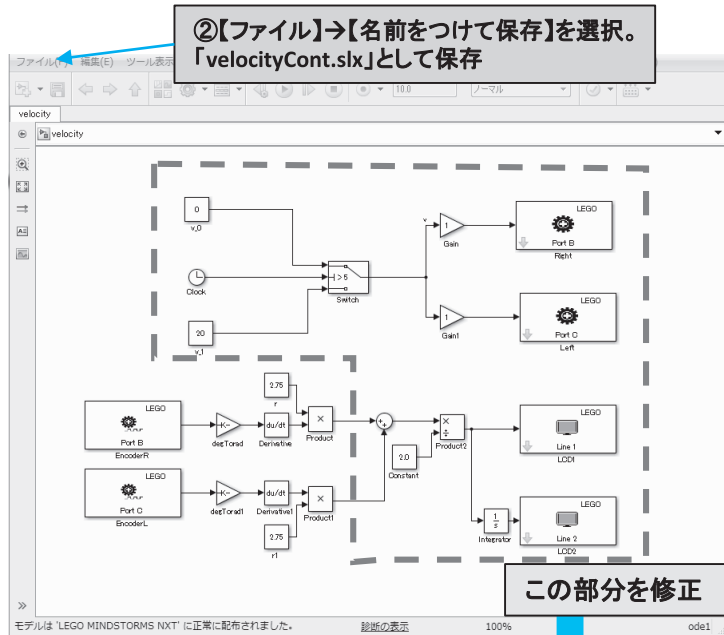 ②【ファイル】→【名前をつけて保存】を選択。
「velocityCont.slx」として保存
ファイル(F) 編集(E) ツール表示
10.0 ノーマル
velocity
velocity
0
v_0
Clock
> 5
Switch
20
v_1
v
1
Gain
1
Gain1
LEGO
Port B
Right
LEGO
Port C
Left
2.75
r
LEGO
Port B
EncoderR
-K-
degTorad
du/dt
Derivative
×
Product
LEGO
Port C
EncoderL
-K-
degTorad1
du/dt
Derivative1
×
Product1
2.75
r1
+
+
2.0
Constant
×
÷
Product2
1
s
Integrator
LEGO
Line 1
LCD1
LEGO
Line 2
LCD2
この部分を修正
モデルは 'LEGO MINDSTORMS NXT' に正常に配布されました。 診断の表示 100% ode1